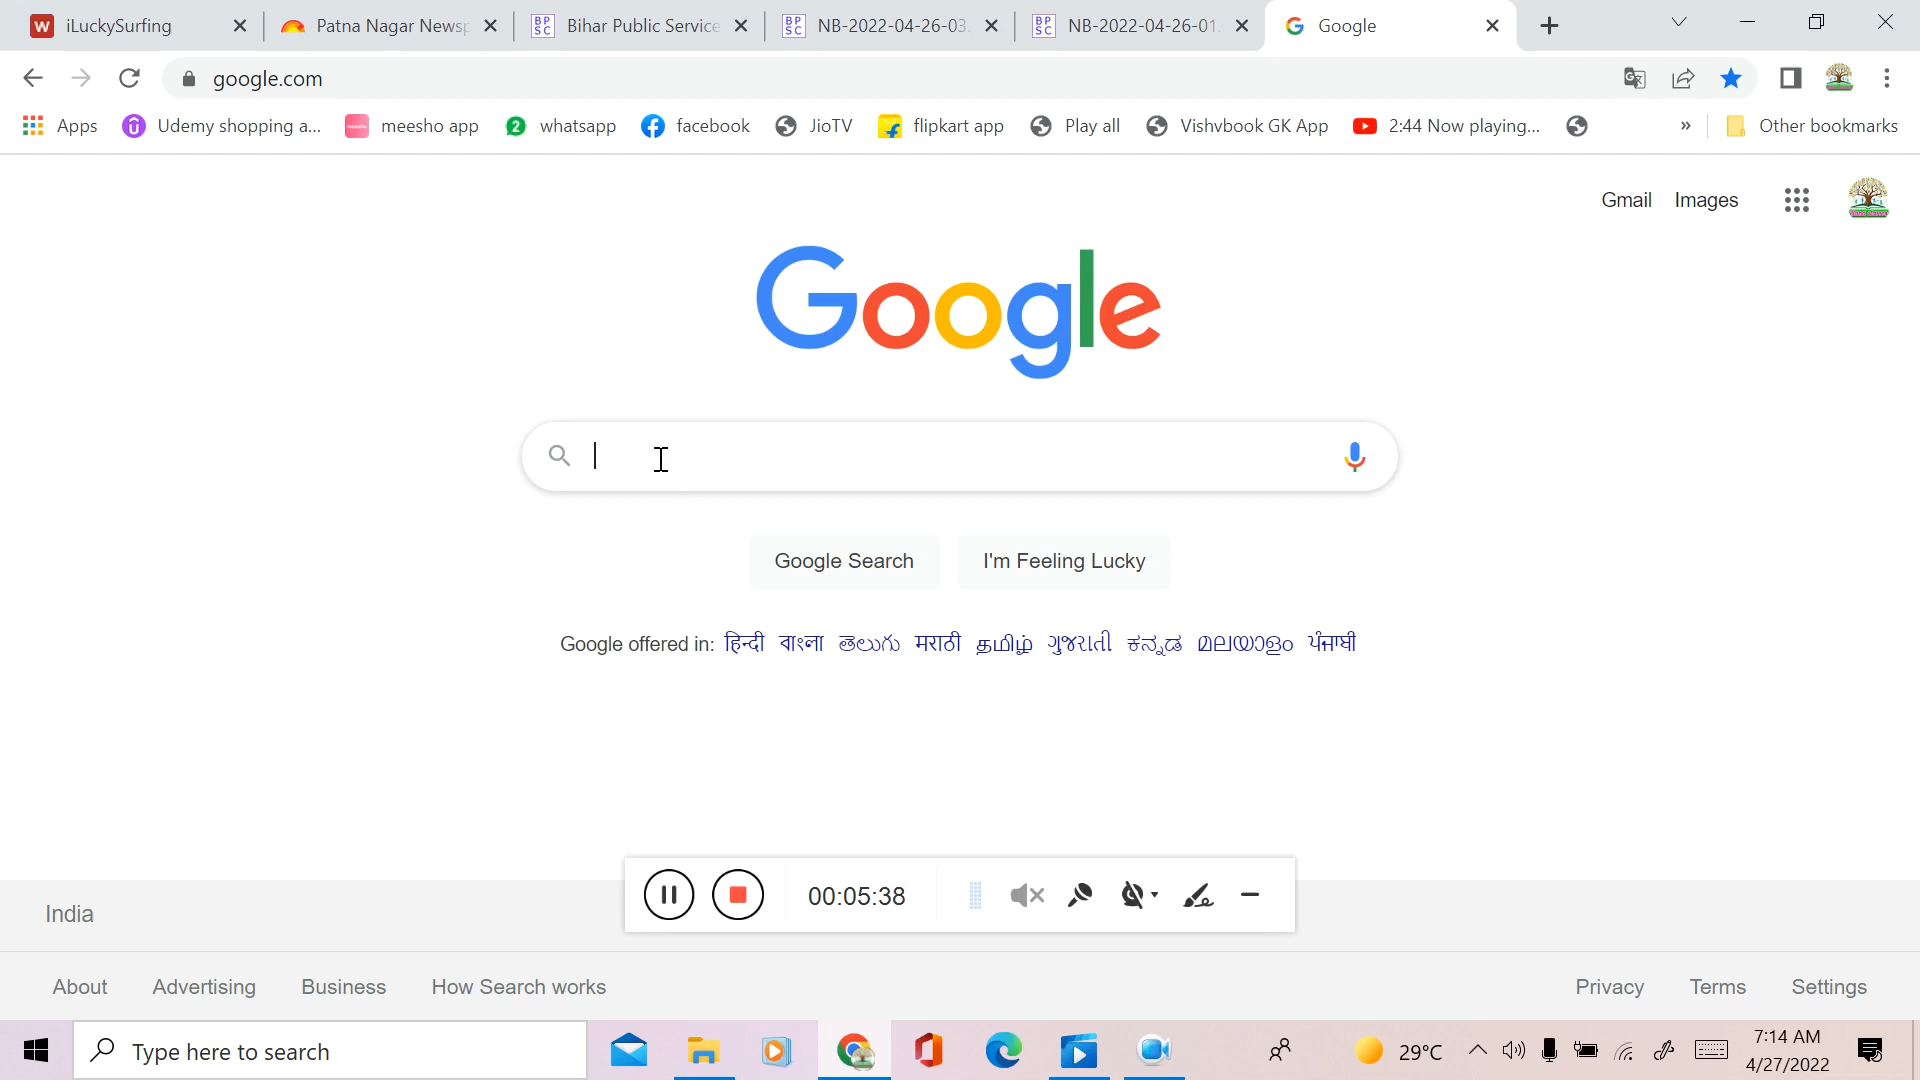 iLuckySurfing
Patna Nagar Newsp
BPSC Bihar Public Service
BPSC NB-2022-04-26-03.
BPSC NB-2022-04-26-01.
Google
google.com
Apps
Udemy shopping a...
meesho app
whatsapp
facebook
JioTV
flipkart app
Play all
Vishvbook GK App
2:44 Now playing...
»
Other bookmarks
Gmail
Images
Google
Google Search
I'm Feeling Lucky
Google offered in: हिन्दी বাংলা తెలుగు मराठी தமிழ் ગુજરાતી ಕನ್ನಡ മലയാളം ਪੰਜਾਬੀ
00:05:38
India
About
Advertising
Business
How Search works
Privacy
Terms
Settings
Type here to search
29°C
7:14 AM
4/27/2022